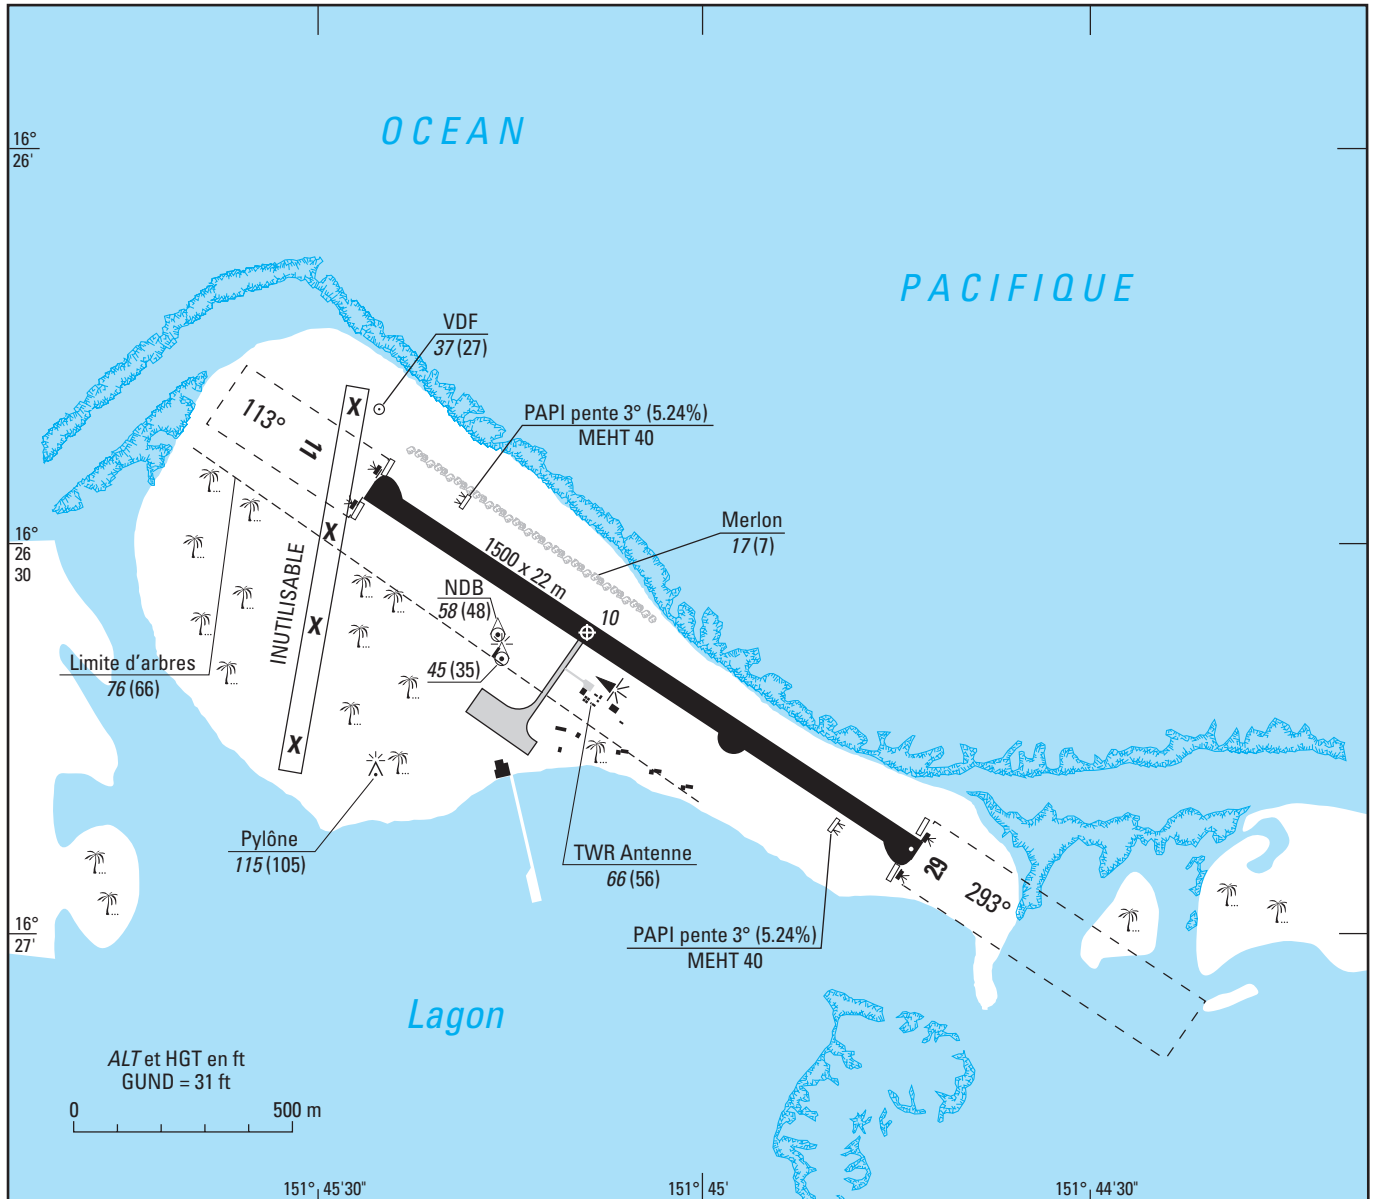 OCEAN
16°
26'
PACIFIQUE
VDF
37 (27)
113°
11
X
PAPI pente 3° (5.24%)
MEHT 40
Merlon
17 (7)
16°
26
30
X
1500 x 22 m
INUTILISABLE
NDB
58 (48)
10
X
Limite d'arbres
76 (66)
45 (35)
X
Pylône
115 (105)
TWR Antenne
66 (56)
29
293°
16°
27'
PAPI pente 3° (5.24%)
MEHT 40
Lagon
ALT et HGT en ft
GUND = 31 ft
0 500 m
151° 45'30" 151° 45' 151° 44'30"